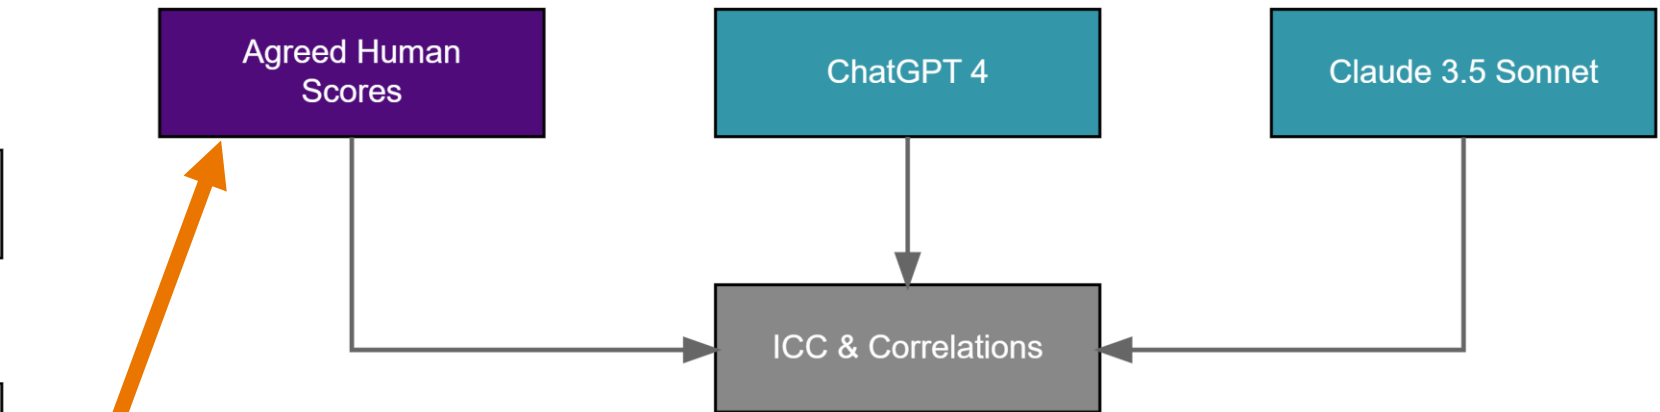 Agreed Human
Scores
ChatGPT 4
Claude 3.5 Sonnet
ICC & Correlations